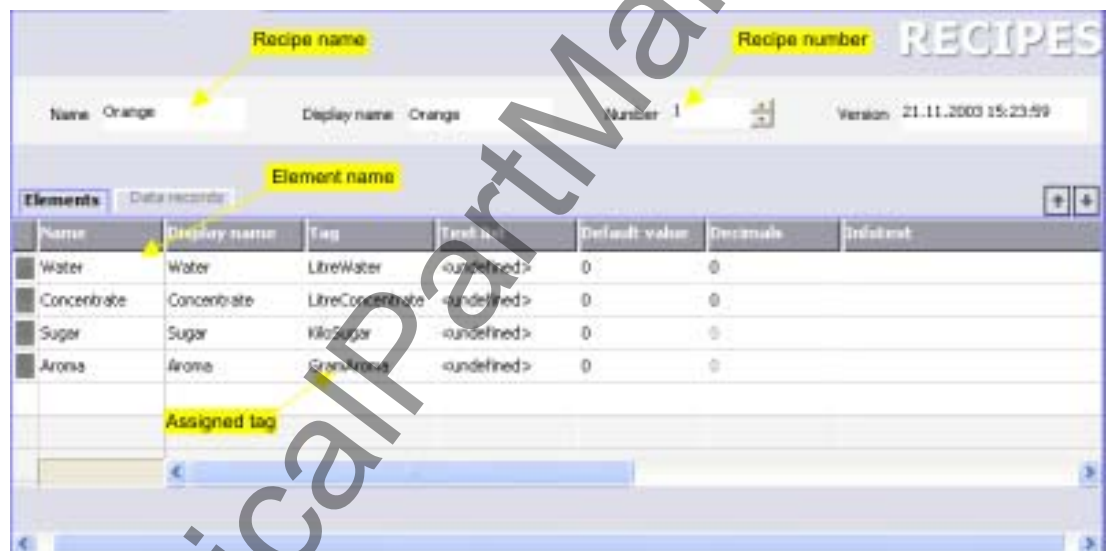 Recipe name
Recipe number
RECIPES
Name Orange Display name Orange Number 1 Version 21.11.2003 15:23:59
Element name
Elements Data records
Name Display name Tag Text list Default value Decimals Infotext
Water Water LitreWater <undefined> 0 0
Concentrate Concentrate LitreConcentrate <undefined> 0 0
Sugar Sugar KiloSugar <undefined> 0 0
Aroma Aroma GramAroma <undefined> 0 0
Assigned tag
icalPartMa